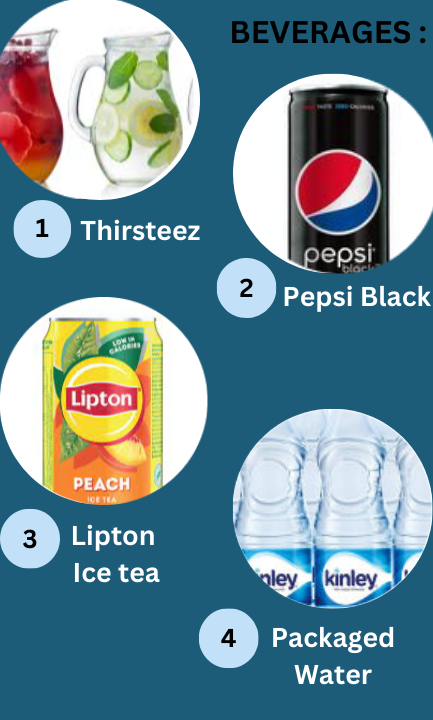 BEVERAGES :
1 Thirsteez
pepsi
black
2 Pepsi Black
LOW IN
CALORIES
Lipton
PEACH
ICE TEA
3 Lipton
Ice tea
nley
kinley
4 Packaged
Water